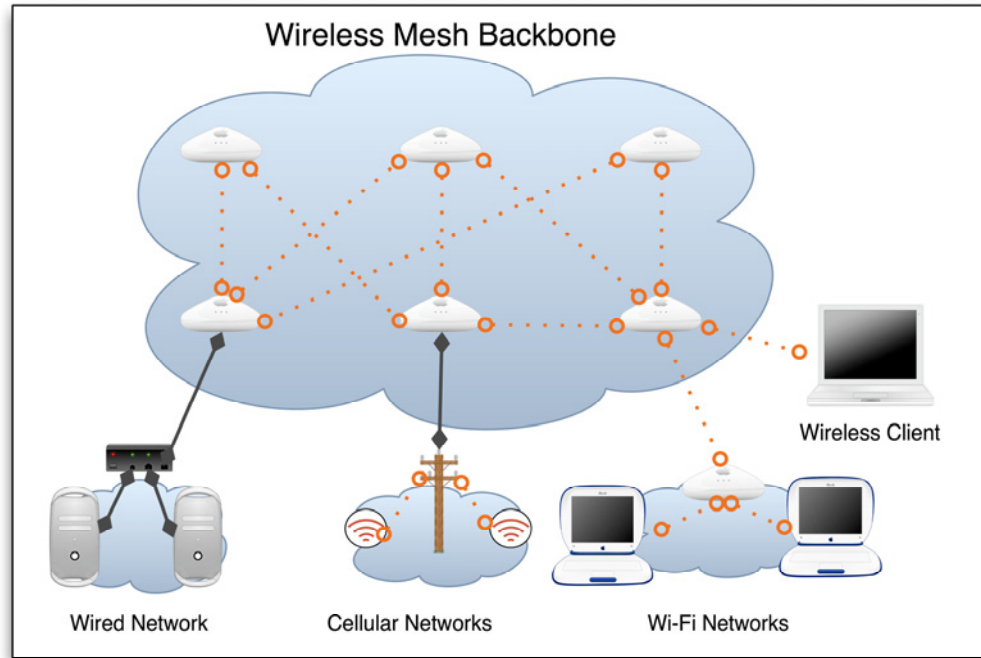 Wireless Mesh Backbone
Wireless Client
Wired Network
Cellular Networks
Wi-Fi Networks